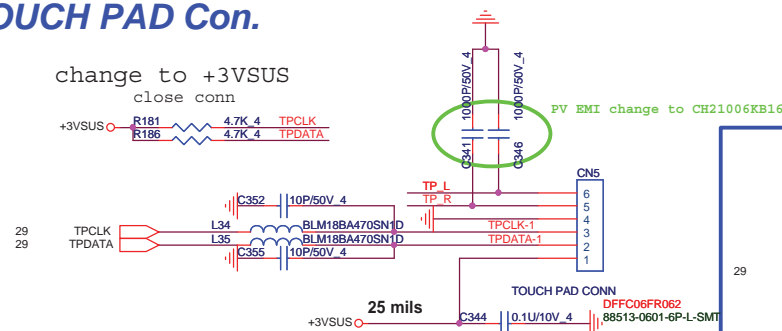 OUCH PAD Con.
change to +3VSUS
close conn
+3VSUS
R181 4.7K_4 TPCLK
R186 4.7K_4 TPDATA
1000P/50V_4
1000P/50V_4
C341
C346
PV EMI change to CH21006KB16
CN5
TP_L
TP_R
6
5
4
3
2
1
C352 10P/50V_4
29 TPCLK L34 BLM18BA470SN1D TPCLK-1
29 TPDATA L35 BLM18BA470SN1D TPDATA-1
C355 10P/50V_4
29
TOUCH PAD CONN
DFFC06FR062
88513-0601-6P-L-SMT
25 mils
+3VSUS C344 0.1U/10V_4